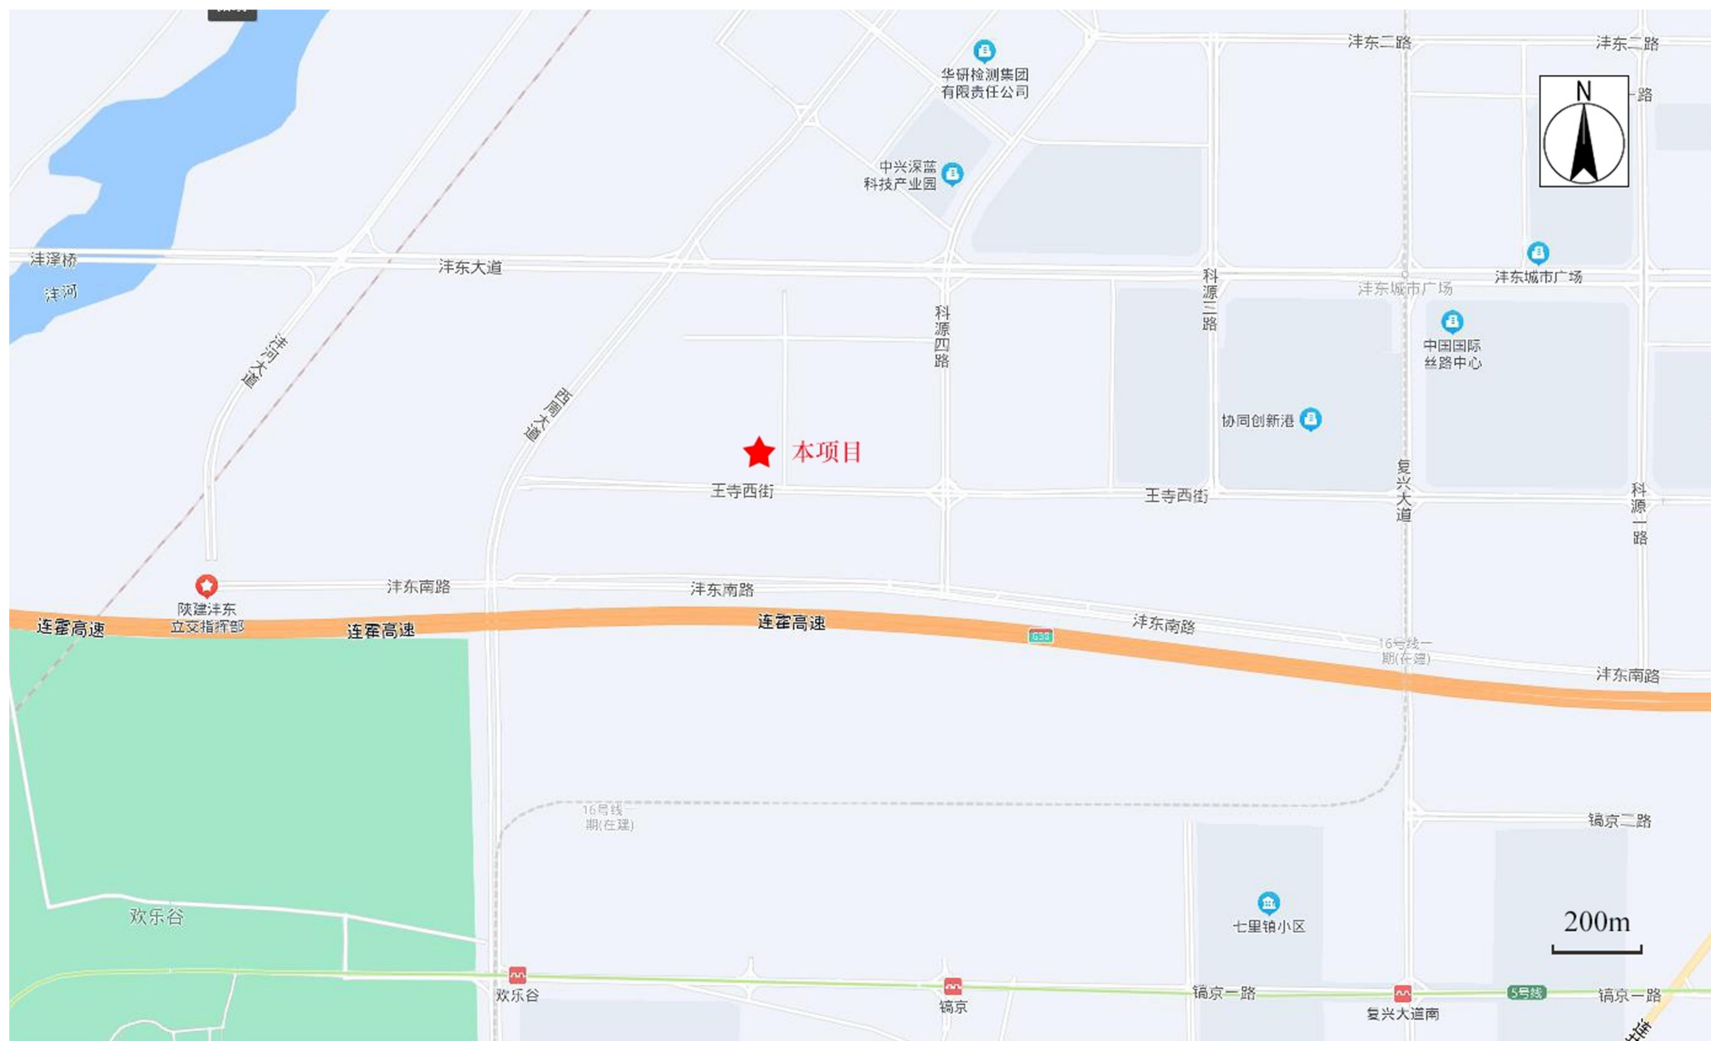 沣东二路
沣东二路
华研检测集团
有限责任公司
N
一路
中兴深蓝
科技产业园
沣泽桥
沣东大道
沣河
沣东城市广场
沣东城市广场
科源三路
科源四路
中国国际
丝路中心
沣河大道
西周大道
协同创新港
本项目
王寺西街
王寺西街
复兴大道
科源一路
沣东南路
沣东南路
陕建沣东
立交指挥部
连霍高速
连霍高速
连霍高速
G30
沣东南路
16号线一
期(在建)
沣东南路
16号线一
期(在建)
镐京二路
欢乐谷
七里镇小区
200m
欢乐谷
镐京
镐京一路
复兴大道南
5号线
镐京一路